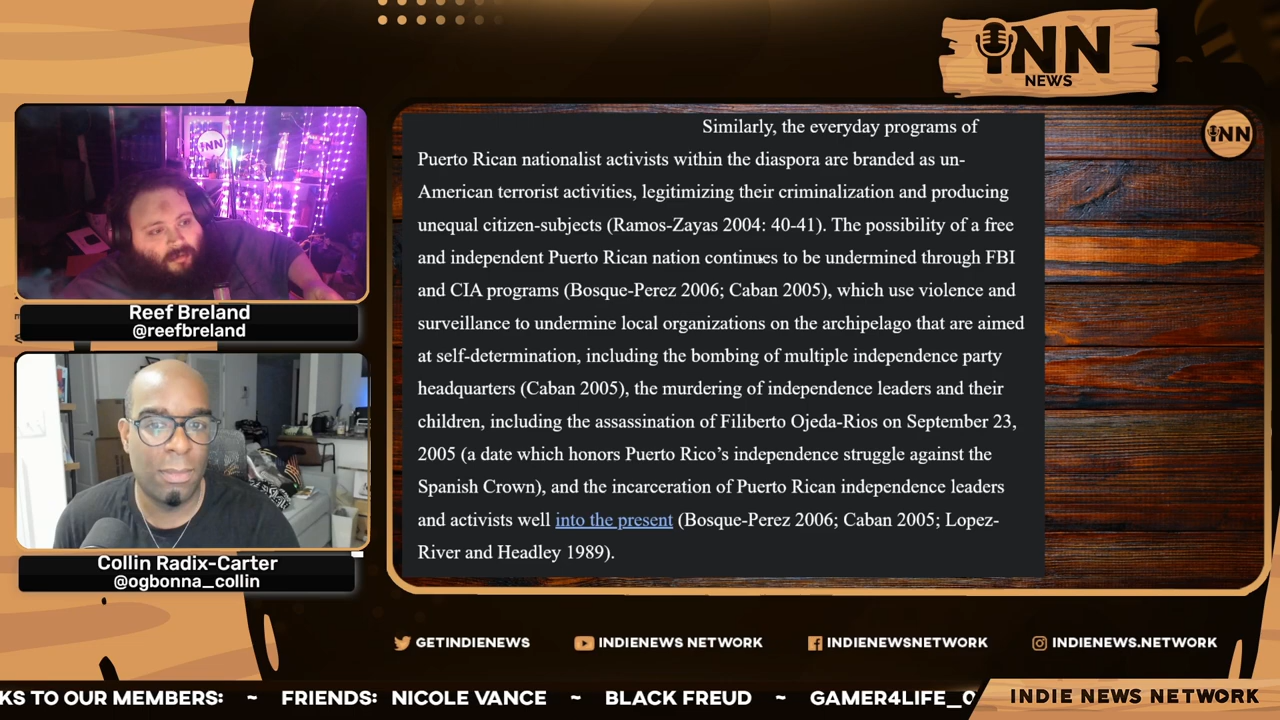 iNN
NEWS
iNN
iNN
Similarly, the everyday programs of
Puerto Rican nationalist activists within the diaspora are branded as un-
American terrorist activities, legitimizing their criminalization and producing
unequal citizen-subjects (Ramos-Zayas 2004: 40-41). The possibility of a free
and independent Puerto Rican nation continues to be undermined through FBI
and CIA programs (Bosque-Perez 2006; Caban 2005), which use violence and
surveillance to undermine local organizations on the archipelago that are aimed
at self-determination, including the bombing of multiple independence party
headquarters (Caban 2005), the murdering of independence leaders and their
children, including the assassination of Filiberto Ojeda-Rios on September 23,
2005 (a date which honors Puerto Rico’s independence struggle against the
Spanish Crown), and the incarceration of Puerto Rican independence leaders
and activists well into the present (Bosque-Perez 2006; Caban 2005; Lopez-
River and Headley 1989).
Reef Breland
@reefbreland
Collin Radix-Carter
@ogbonna_collin
GETINDIENEWS
INDIENEWS NETWORK
INDIENEWSNETWORK
INDIENEWS.NETWORK
KS TO OUR MEMBERS: ~ FRIENDS: NICOLE VANCE ~ BLACK FREUD ~ GAMER4LIFE_
INDIE NEWS NETWORK